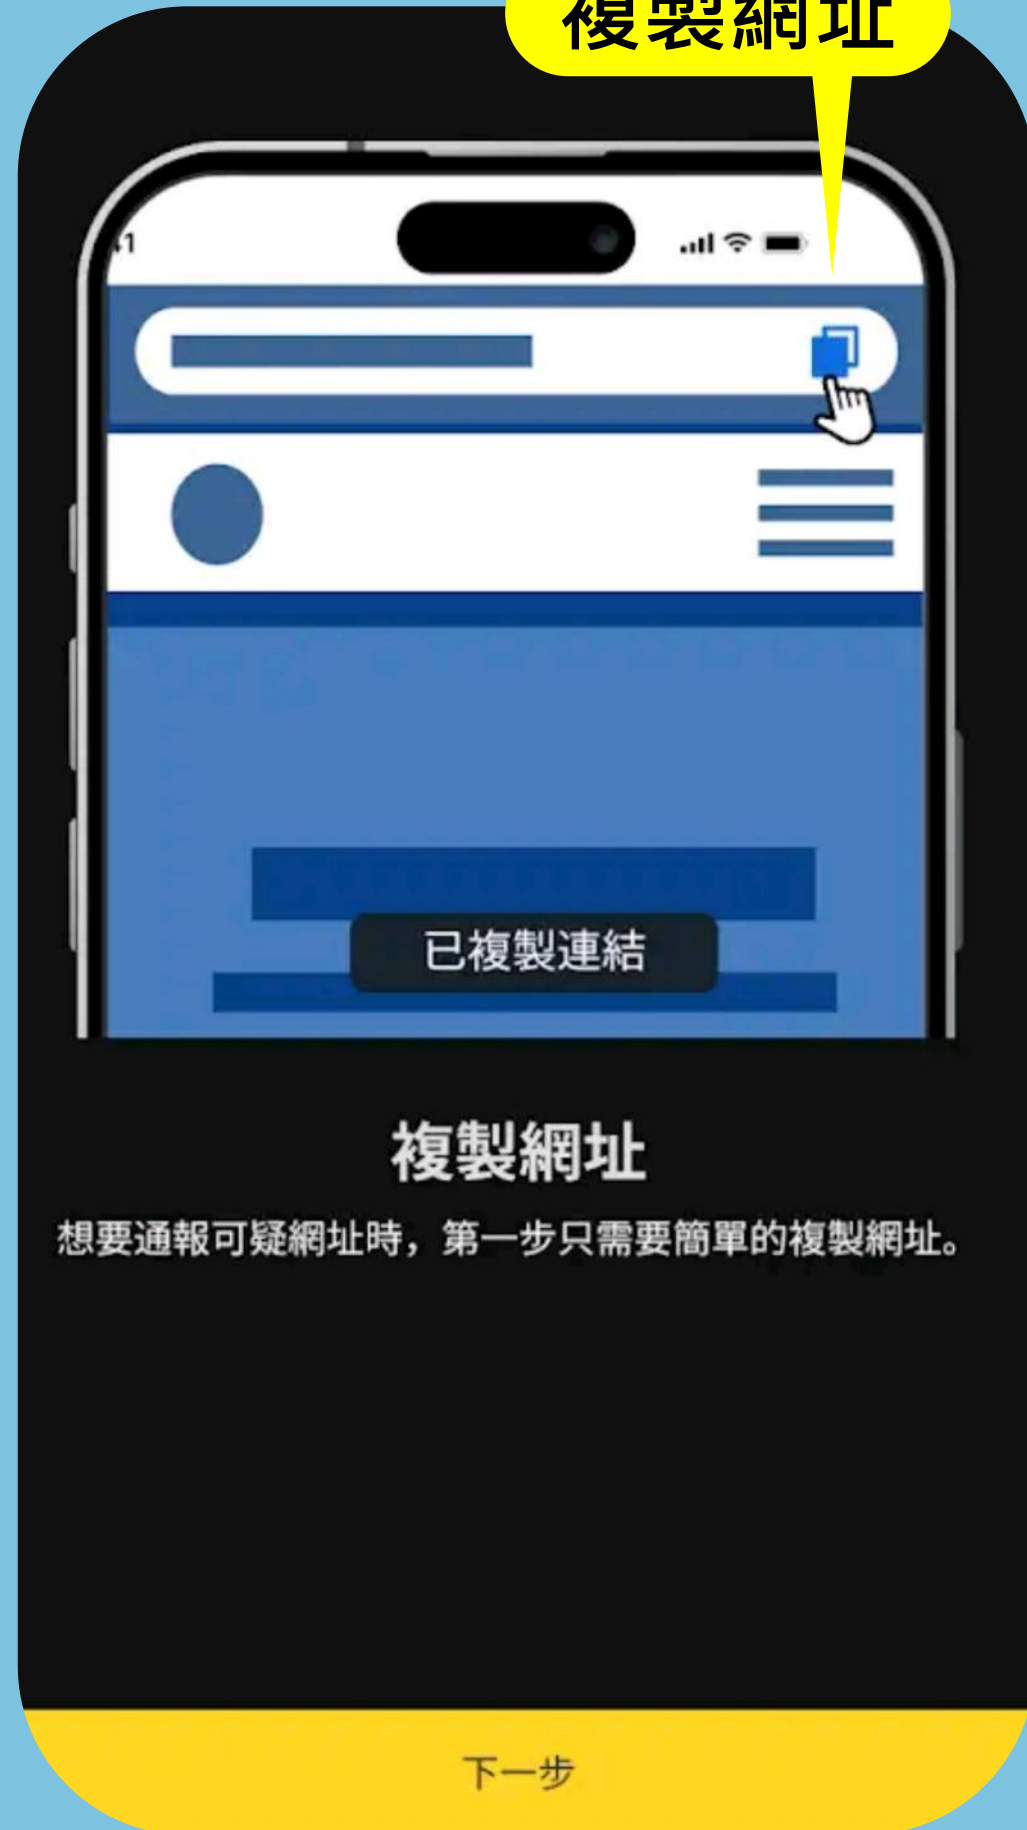 複製網址
已複製連結
複製網址
想要通報可疑網址時，第一步只需要簡單的複製網址。
下一步